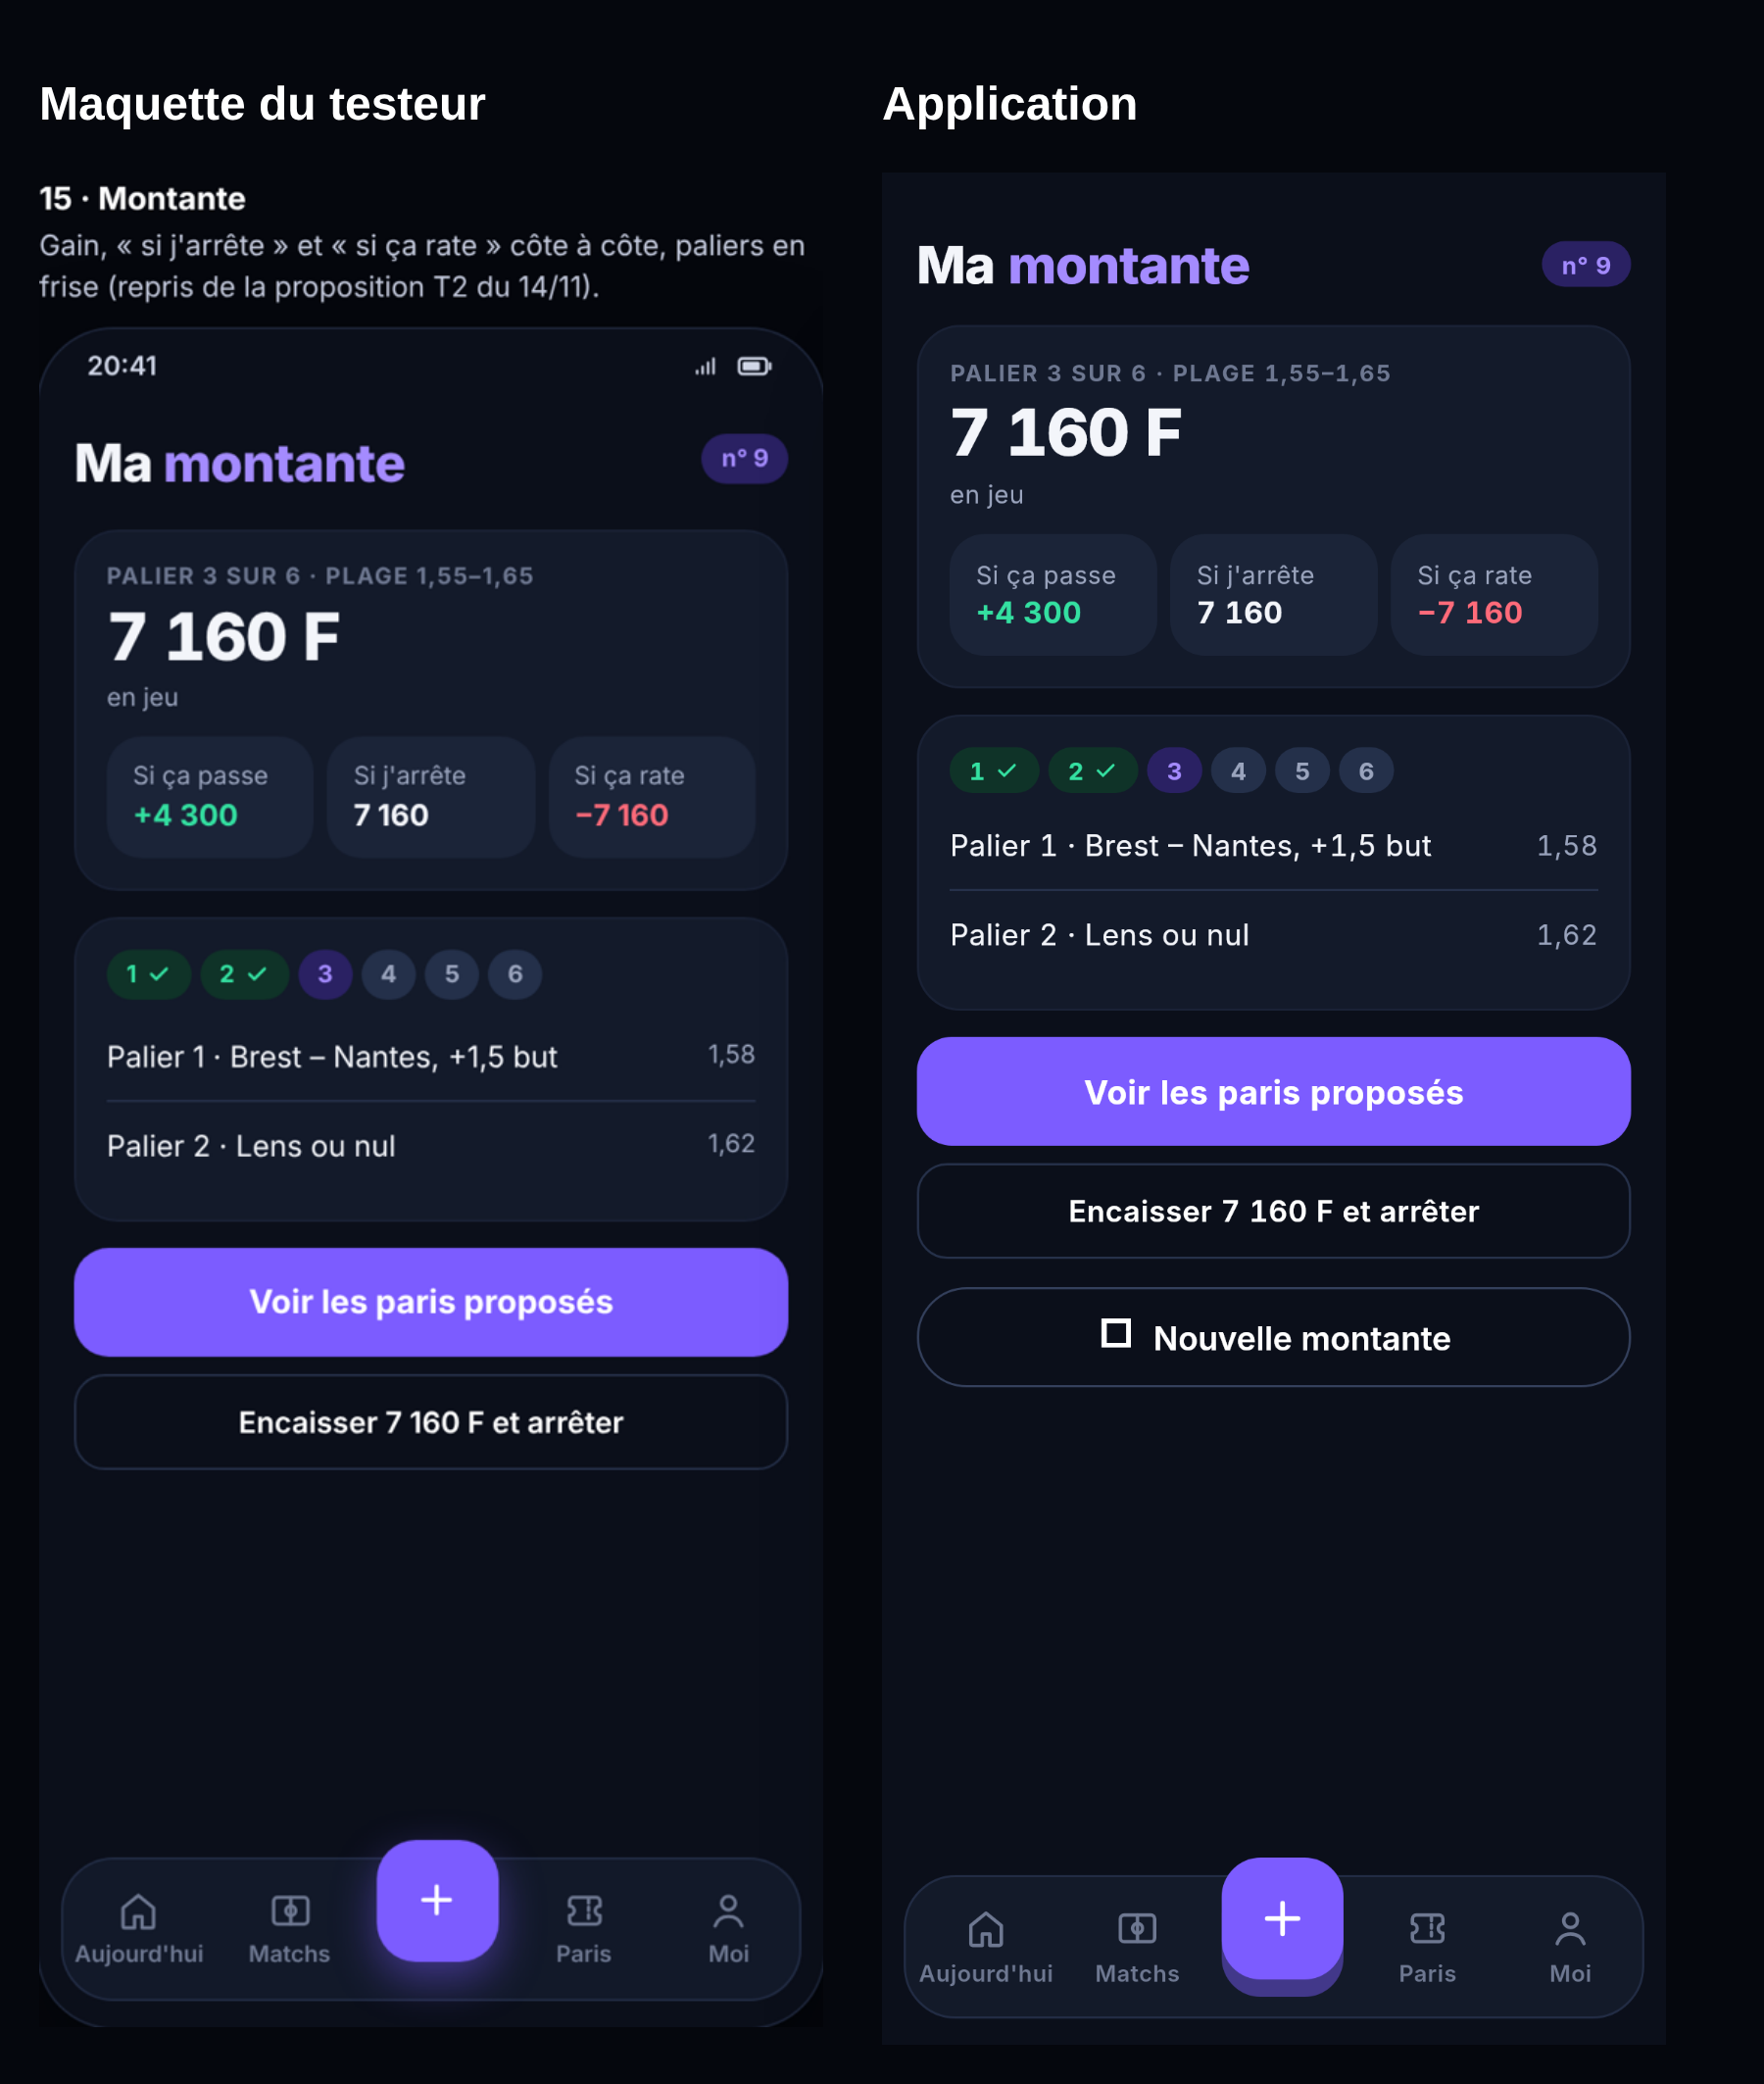 Maquette du testeur
15 · Montante
Gain, « si j'arrête » et « si ça rate » côte à côte, paliers en
frise (repris de la proposition T2 du 14/11).
20:41
Ma montante
n° 9
PALIER 3 SUR 6 · PLAGE 1,55–1,65
7 160 F
en jeu
Si ça passe
+4 300
Si j'arrête
7 160
Si ça rate
−7 160
1 ✓ 2 ✓ 3 4 5 6
Palier 1 · Brest – Nantes, +1,5 but 1,58
Palier 2 · Lens ou nul 1,62
Voir les paris proposés
Encaisser 7 160 F et arrêter
Aujourd'hui Matchs + Paris Moi
Application
Ma montante
n° 9
PALIER 3 SUR 6 · PLAGE 1,55–1,65
7 160 F
en jeu
Si ça passe
+4 300
Si j'arrête
7 160
Si ça rate
−7 160
1 ✓ 2 ✓ 3 4 5 6
Palier 1 · Brest – Nantes, +1,5 but 1,58
Palier 2 · Lens ou nul 1,62
Voir les paris proposés
Encaisser 7 160 F et arrêter
Nouvelle montante
Aujourd'hui Matchs + Paris Moi